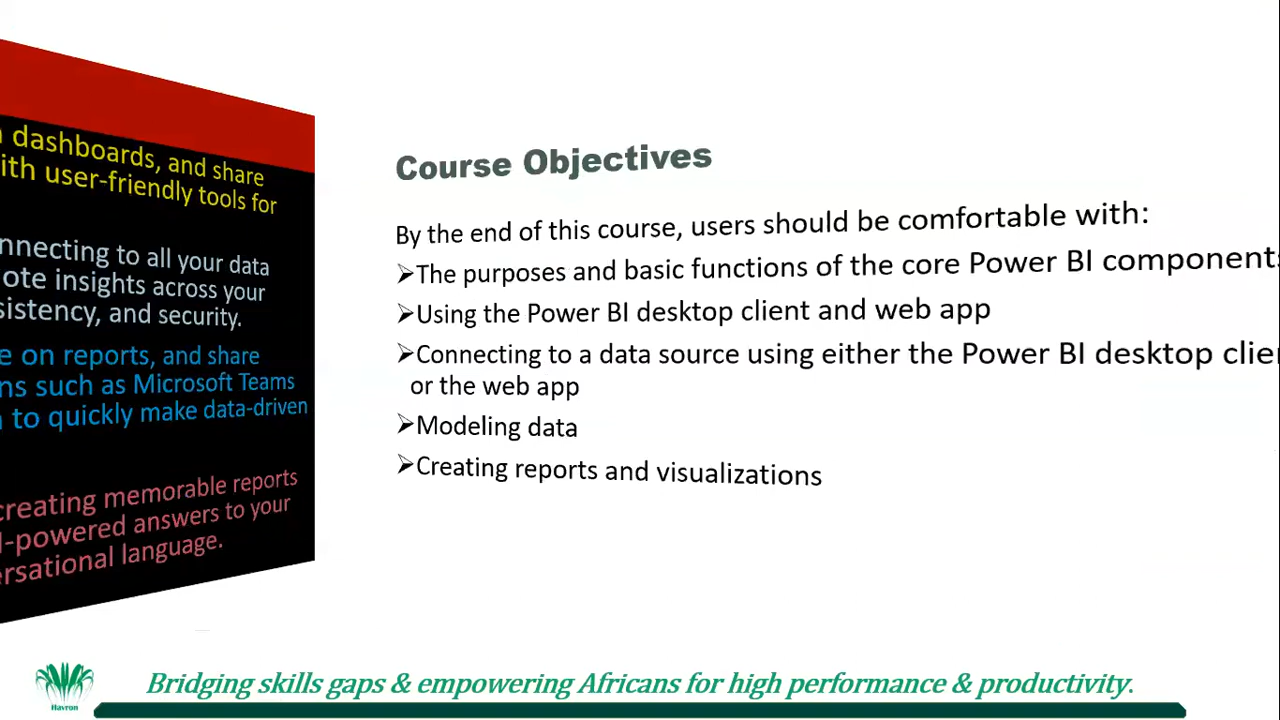 dashboards, and share
ith user-friendly tools for
nnecting to all your data
ote insights across your
sistency, and security.
e on reports, and share
ns such as Microsoft Teams
to quickly make data-driven
creating memorable reports
I-powered answers to your
ersational language.
Course Objectives
By the end of this course, users should be comfortable with:
➢The purposes and basic functions of the core Power BI components
➢Using the Power BI desktop client and web app
➢Connecting to a data source using either the Power BI desktop clien
or the web app
➢Modeling data
➢Creating reports and visualizations
Havron
Bridging skills gaps & empowering Africans for high performance & productivity.